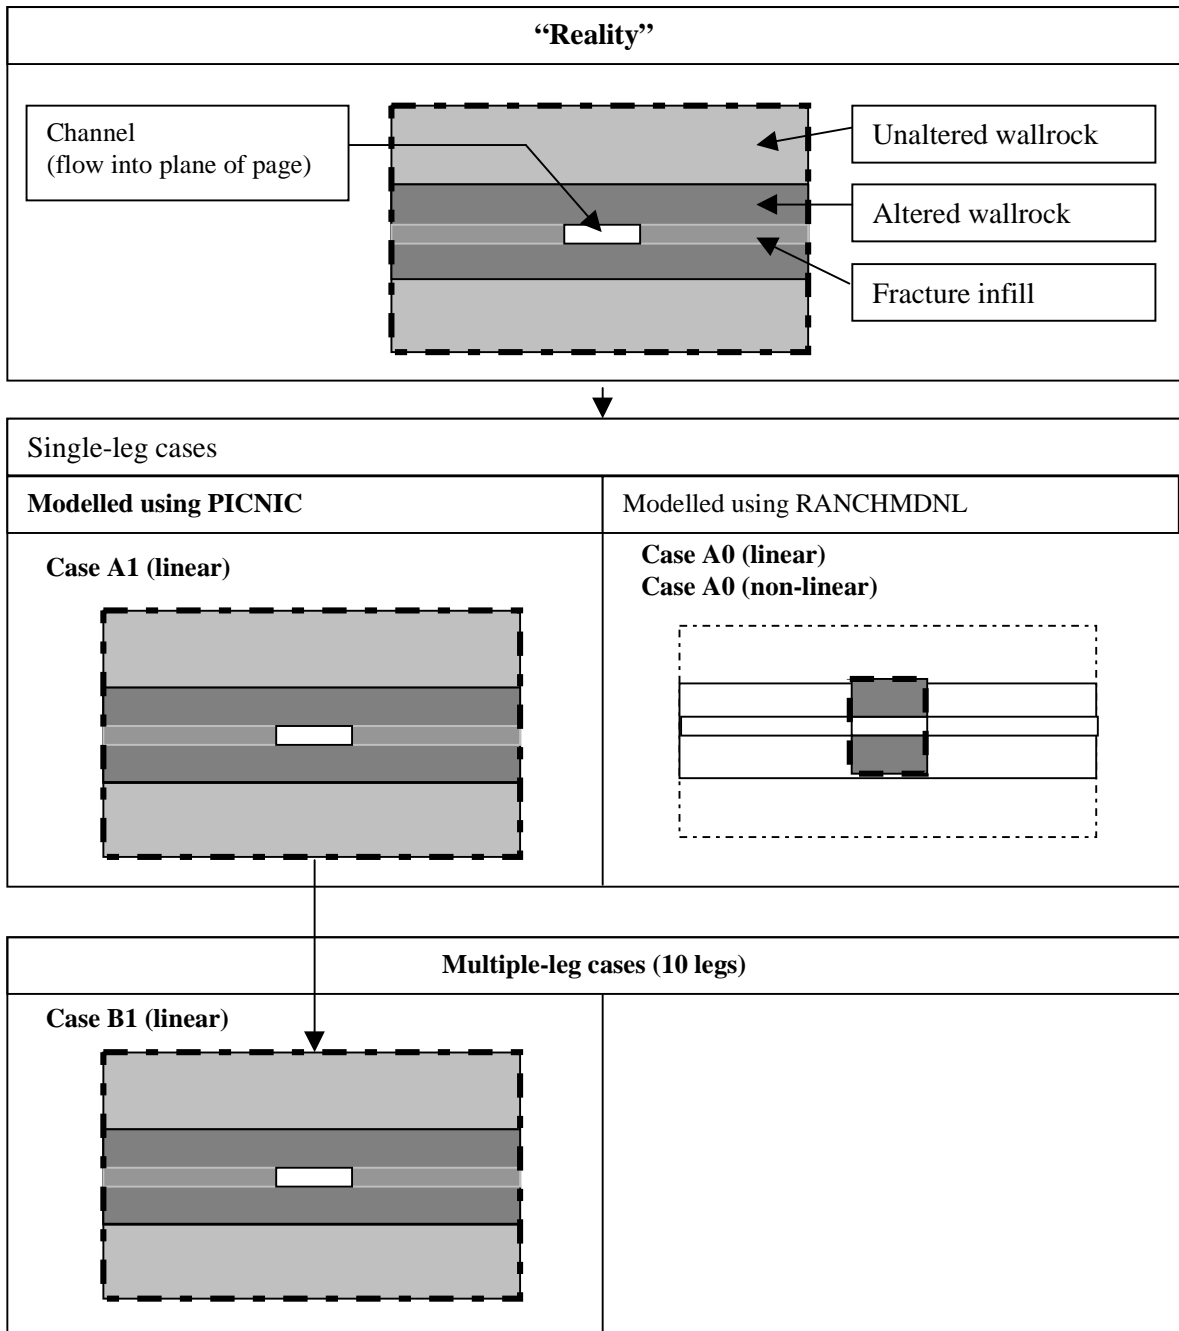 “Reality”
Channel
(flow into plane of page)
Unaltered wallrock
Altered wallrock
Fracture infill
Single-leg cases
Modelled using PICNIC
Modelled using RANCHMDNL
Case A1 (linear)
Case A0 (linear)
Case A0 (non-linear)
Multiple-leg cases (10 legs)
Case B1 (linear)